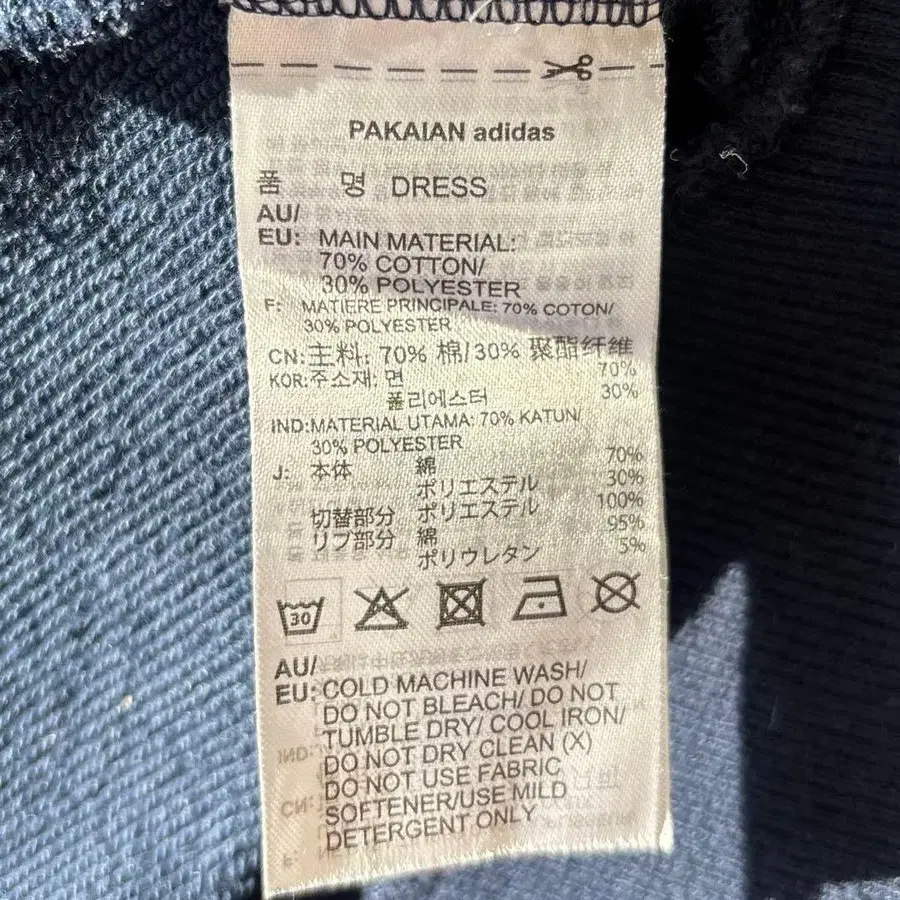 PAKAIAN adidas
품 명 DRESS
AU/
EU: MAIN MATERIAL:
70% COTTON/
30% POLYESTER
F: MATIERE PRINCIPALE: 70% COTON/
30% POLYESTER
CN: 主料: 70% 棉/30% 聚酯纤维
KOR: 주소재: 면 70%
폴리에스터 30%
IND: MATERIAL UTAMA: 70% KATUN/
30% POLYESTER
J: 本体 綿 70%
ポリエステル 30%
切替部分 ポリエステル 100%
リブ部分 綿 95%
ポリウレタン 5%
30
AU/
EU: COLD MACHINE WASH/
DO NOT BLEACH/ DO NOT
TUMBLE DRY/ COOL IRON/
DO NOT DRY CLEAN (X)
DO NOT USE FABRIC
SOFTENER/USE MILD
DETERGENT ONLY